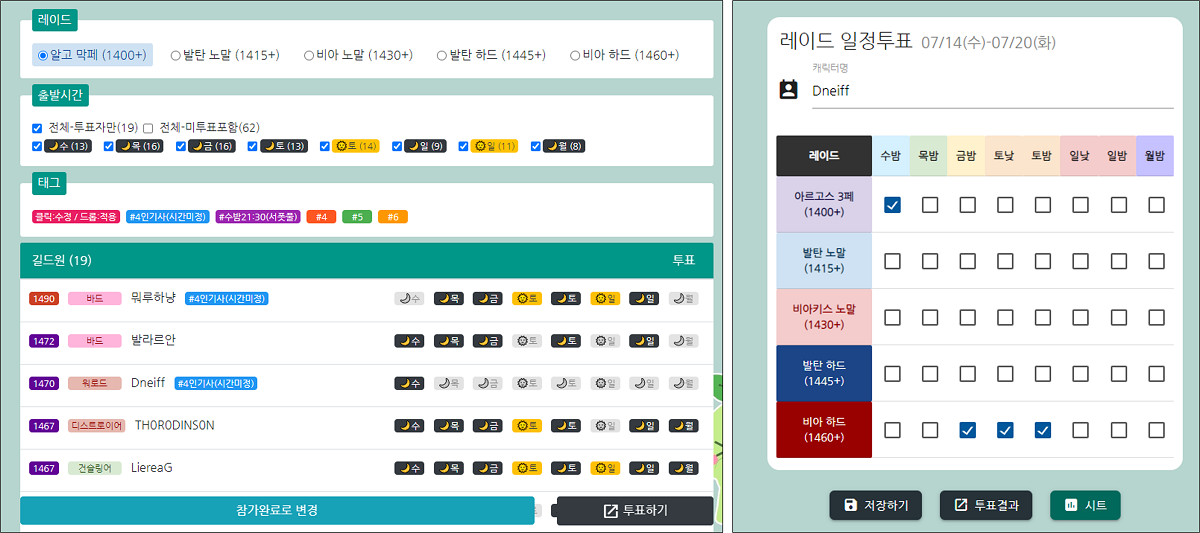 레이드
알고 막페 (1400+) 발탄 노말 (1415+) 비아 노말 (1430+) 발탄 하드 (1445+) 비아 하드 (1460+)
출발시간
전체-투표자만(19) 전체-미투표포함(62)
수 (13) 목 (16) 금 (16) 토 (13) 토 (14) 일 (9) 일 (11) 월 (8)
태그
클릭:수정 / 드롭:적용 #4인기사(시간미정) #수밤21:30(서폿풀) #4 #5 #6
길드원 (19) 투표
1490 바드 뭐루하냥 #4인기사(시간미정) 수 목 금 토 토 일 일 월
1472 바드 발라르안 수 목 금 토 토 일 일 월
1470 워로드 Dneiff #4인기사(시간미정) 수 목 금 토 토 일 일 월
1467 디스트로이어 TH0R0DINS0N 수 목 금 토 토 일 일 월
1467 건슬링어 LiereaG 수 목 금 토 토 일 일 월
참가완료로 변경 투표하기
레이드 일정투표 07/14(수)-07/20(화)
캐릭터명
Dneiff
레이드 수밤 목밤 금밤 토낮 토밤 일낮 일밤 월밤
아르고스 3페
(1400+)
발탄 노말
(1415+)
비아키스 노말
(1430+)
발탄 하드
(1445+)
비아 하드
(1460+)
저장하기 투표결과 시트